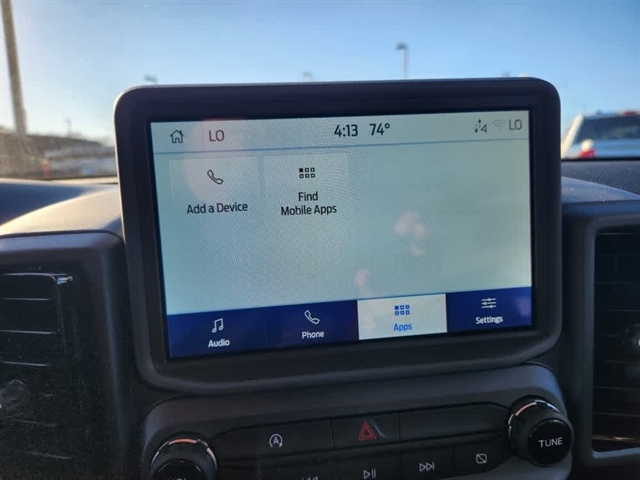 LO 4:13 74° LO
Add a Device
Find
Mobile Apps
Audio Phone Apps Settings
A
TUNE